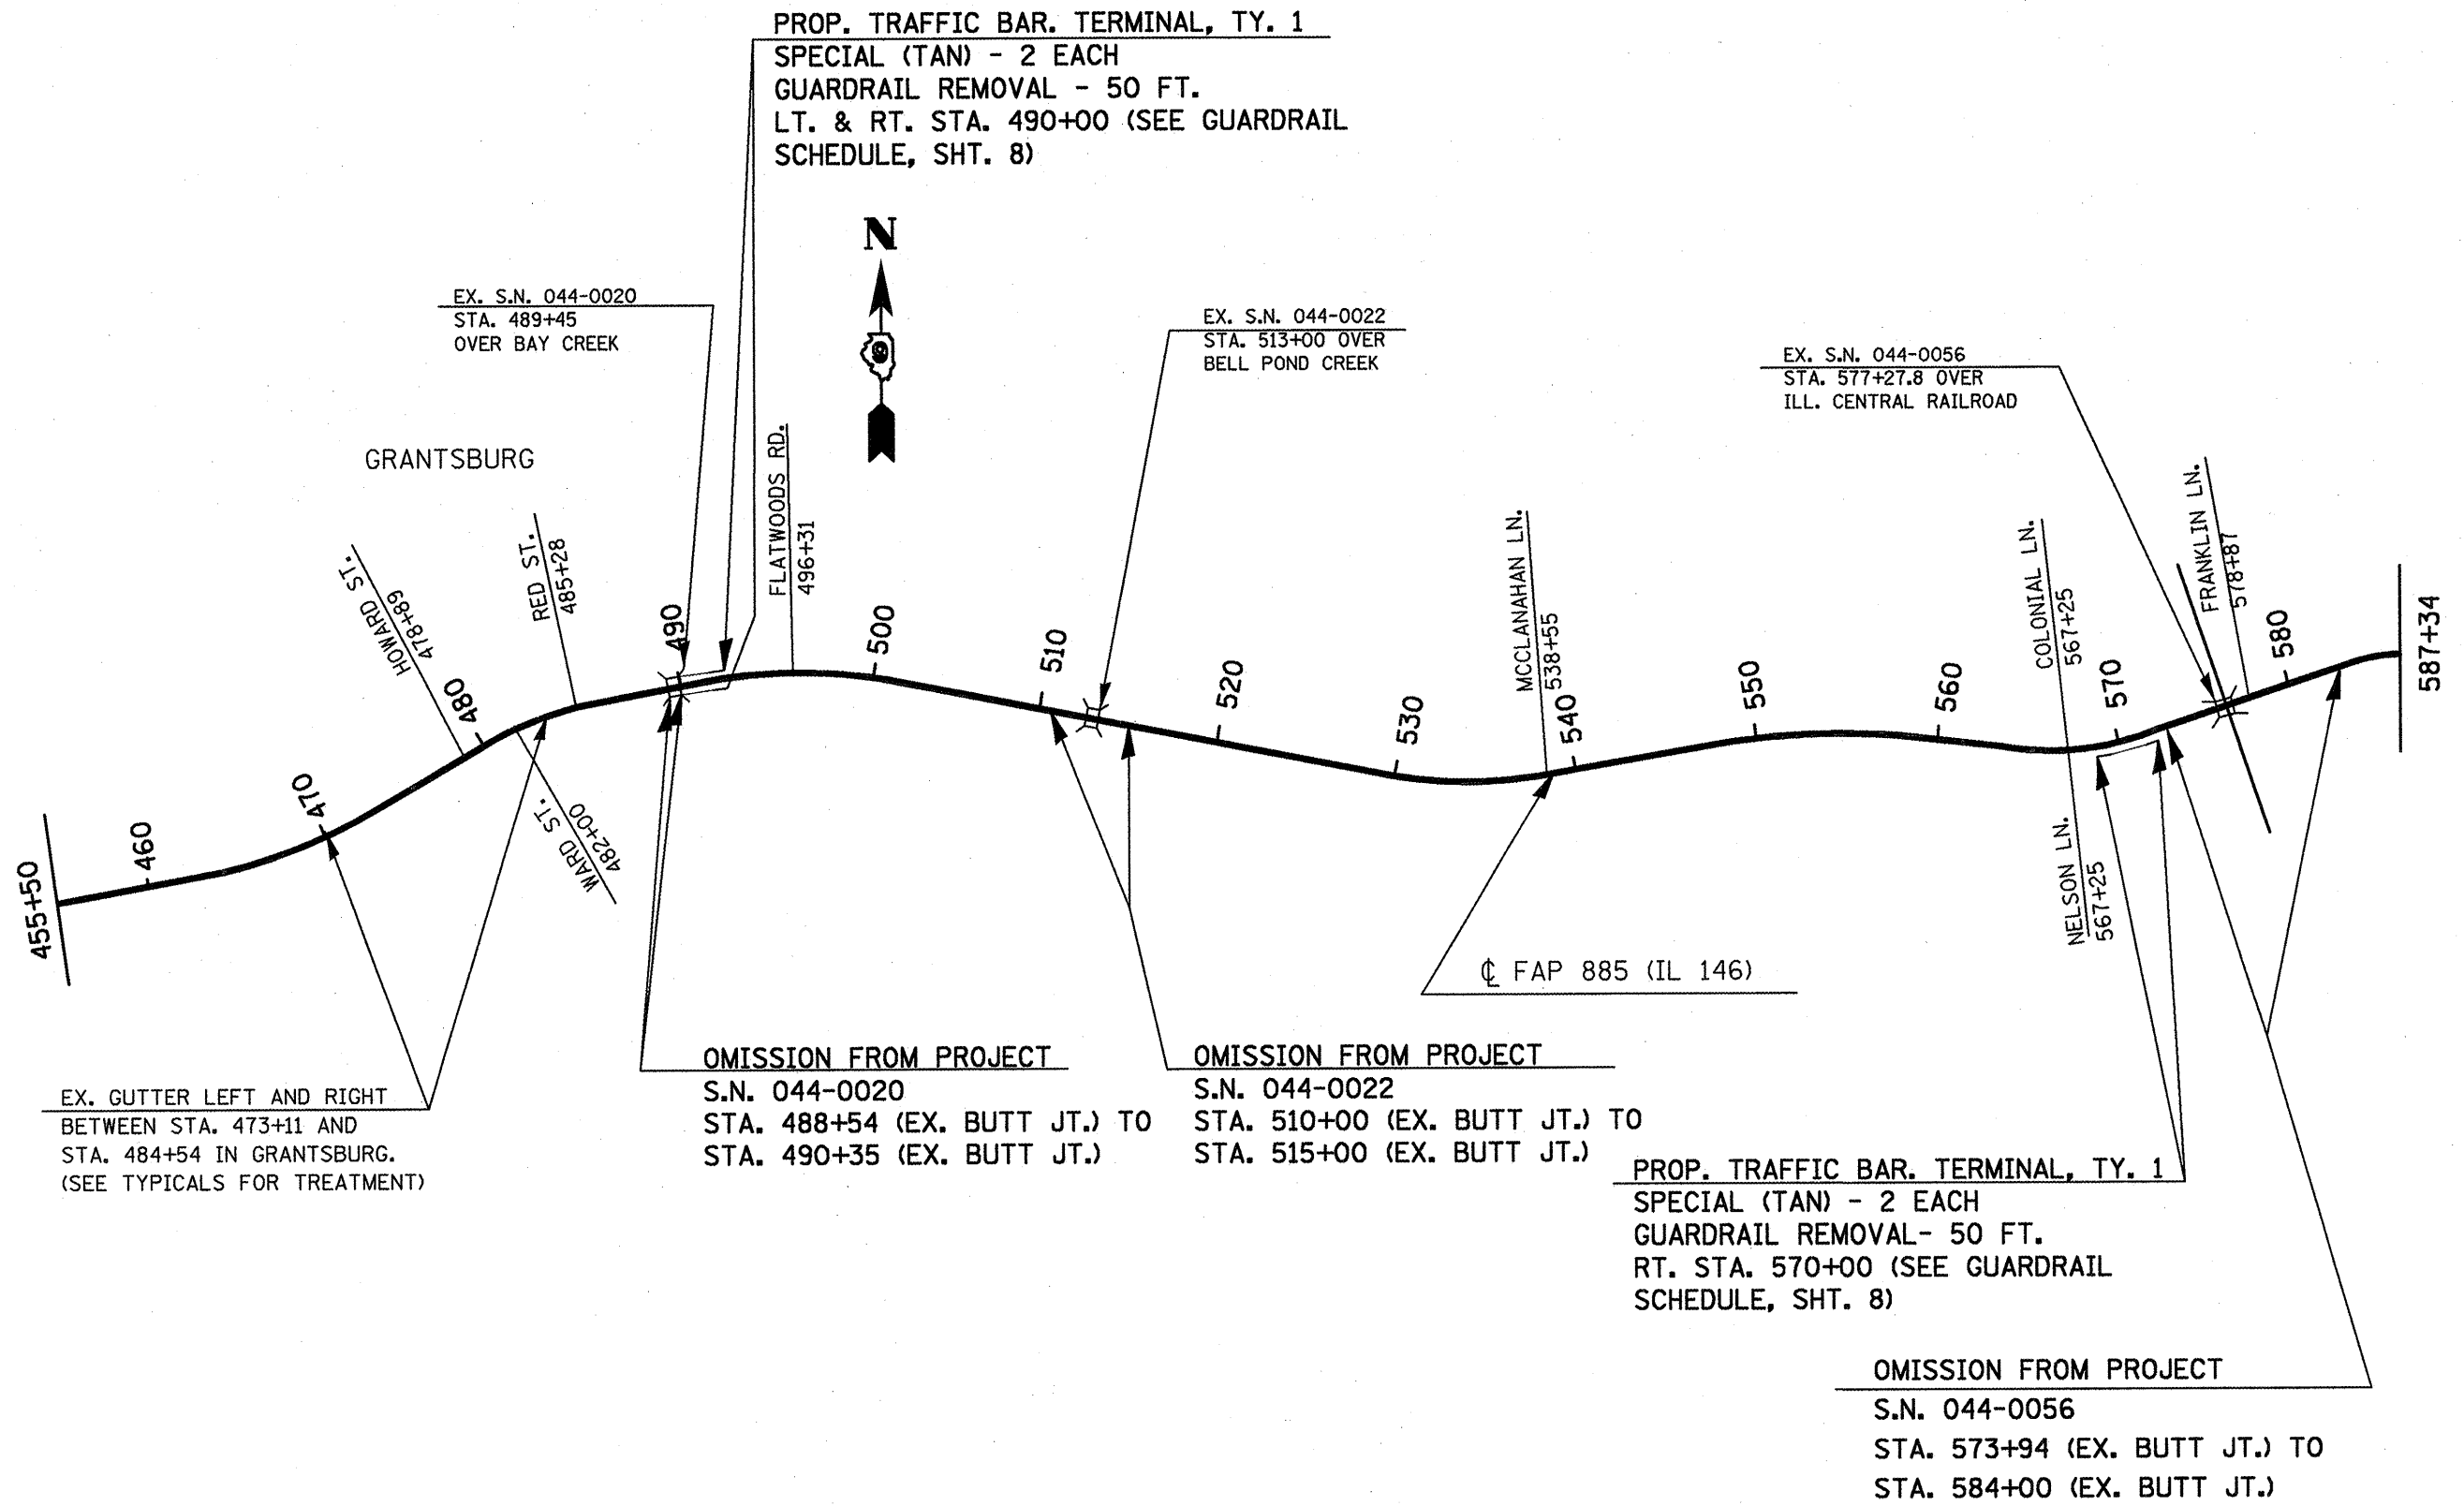 PROP. TRAFFIC BAR. TERMINAL, TY. 1
SPECIAL (TAN) - 2 EACH
GUARDRAIL REMOVAL - 50 FT.
LT. & RT. STA. 490+00 (SEE GUARDRAIL
SCHEDULE, SHT. 8)
N
EX. S.N. 044-0020
STA. 489+45
OVER BAY CREEK
EX. S.N. 044-0022
STA. 513+00 OVER
BELL POND CREEK
EX. S.N. 044-0056
STA. 577+27.8 OVER
ILL. CENTRAL RAILROAD
GRANTSBURG
HOWARD ST.
478+89
RED ST.
485+28
FLATWOODS RD.
496+31
MCCLANAHAN LN.
538+55
COLONIAL LN.
567+25
FRANKLIN LN.
578+87
455+50
460
470
480
490
500
510
520
530
540
550
560
570
580
587+34
WARD ST.
482+00
NELSON LN.
567+25
℄ FAP 885 (IL 146)
EX. GUTTER LEFT AND RIGHT
BETWEEN STA. 473+11 AND
STA. 484+54 IN GRANTSBURG.
(SEE TYPICALS FOR TREATMENT)
OMISSION FROM PROJECT
S.N. 044-0020
STA. 488+54 (EX. BUTT JT.) TO
STA. 490+35 (EX. BUTT JT.)
OMISSION FROM PROJECT
S.N. 044-0022
STA. 510+00 (EX. BUTT JT.) TO
STA. 515+00 (EX. BUTT JT.)
PROP. TRAFFIC BAR. TERMINAL, TY. 1
SPECIAL (TAN) - 2 EACH
GUARDRAIL REMOVAL- 50 FT.
RT. STA. 570+00 (SEE GUARDRAIL
SCHEDULE, SHT. 8)
OMISSION FROM PROJECT
S.N. 044-0056
STA. 573+94 (EX. BUTT JT.) TO
STA. 584+00 (EX. BUTT JT.)